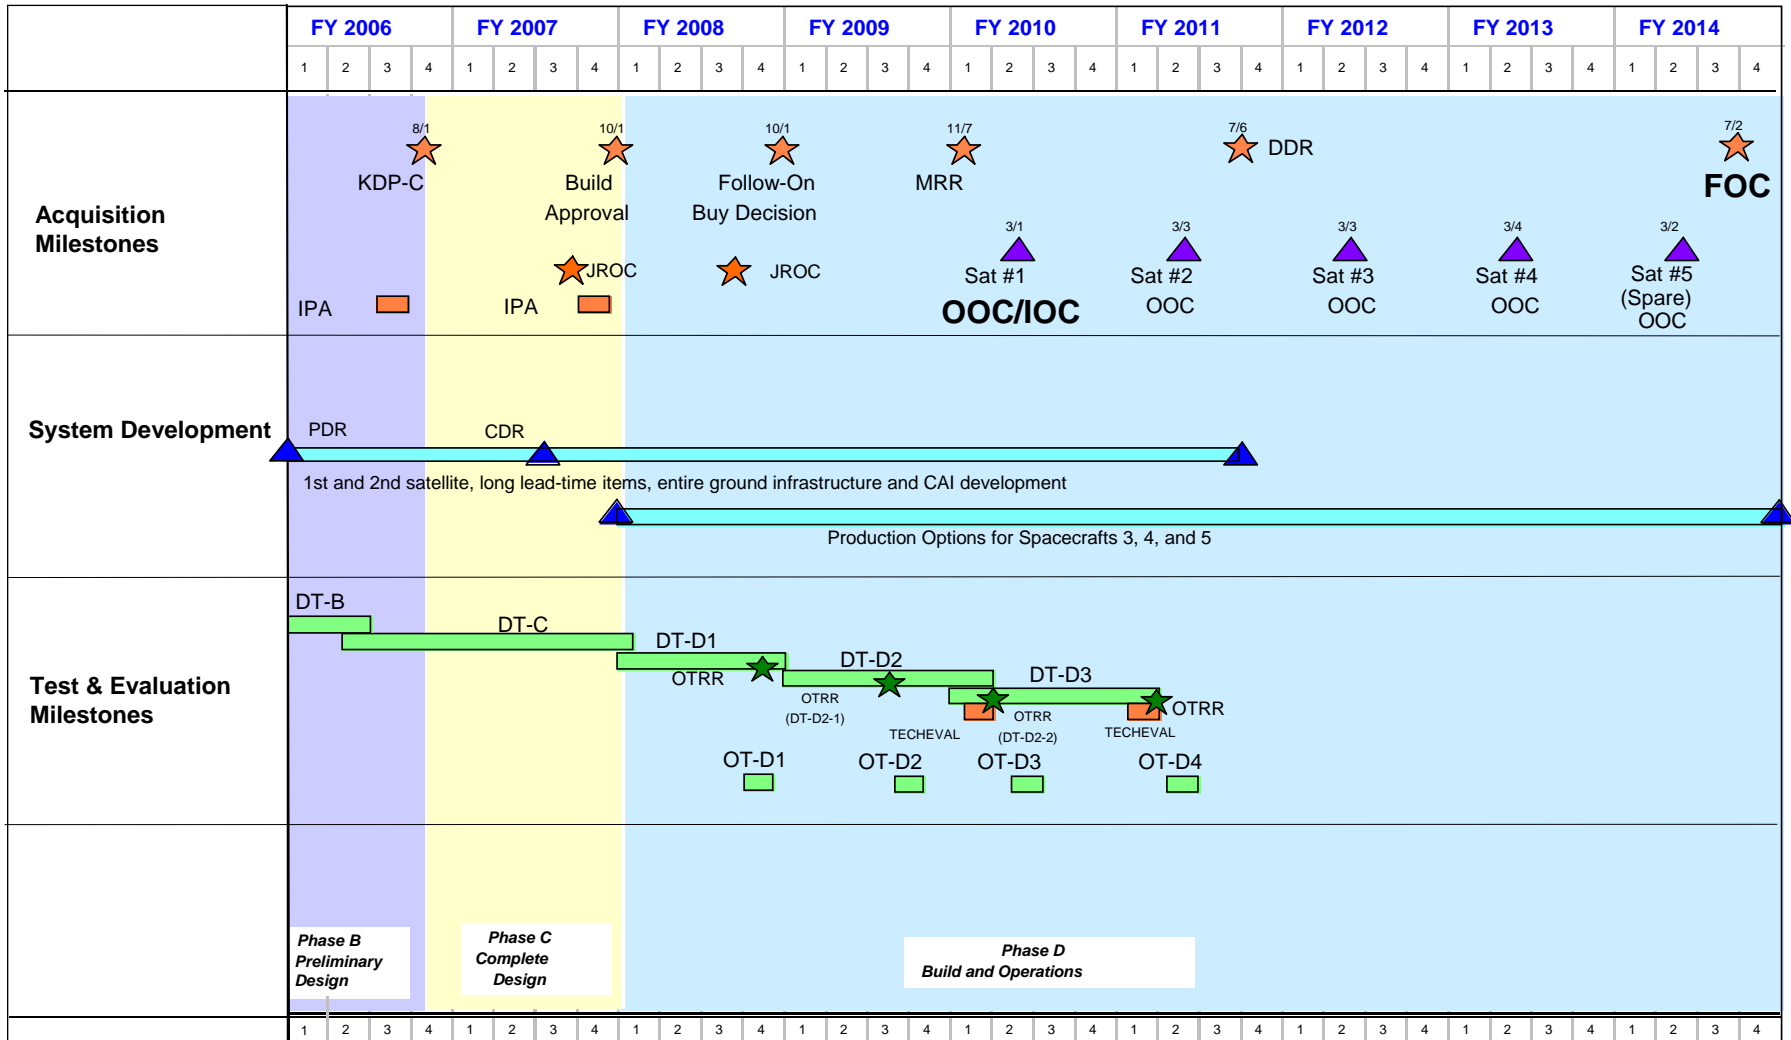 FY 2006 FY 2007 FY 2008 FY 2009 FY 2010 FY 2011 FY 2012 FY 2013 FY 2014
1 2 3 4 1 2 3 4 1 2 3 4 1 2 3 4 1 2 3 4 1 2 3 4 1 2 3 4 1 2 3 4 1 2 3 4
Acquisition
Milestones
8/1 10/1 10/1 11/7 7/6 7/2
DDR
KDP-C Build Follow-On MRR FOC
Approval Buy Decision
3/1 3/3 3/3 3/4 3/2
JROC JROC Sat #1 Sat #2 Sat #3 Sat #4 Sat #5
(Spare)
IPA IPA OOC/IOC OOC OOC OOC
OOC
System Development
PDR CDR
1st and 2nd satellite, long lead-time items, entire ground infrastructure and CAI development
Production Options for Spacecrafts 3, 4, and 5
Test & Evaluation
Milestones
DT-B
DT-C
DT-D1
DT-D2
DT-D3
OTRR
OTRR
(DT-D2-1)
OTRR
(DT-D2-2)
OTRR
TECHEVAL TECHEVAL
OT-D1 OT-D2 OT-D3 OT-D4
Phase B
Preliminary
Design
Phase C
Complete
Design
Phase D
Build and Operations
1 2 3 4 1 2 3 4 1 2 3 4 1 2 3 4 1 2 3 4 1 2 3 4 1 2 3 4 1 2 3 4 1 2 3 4